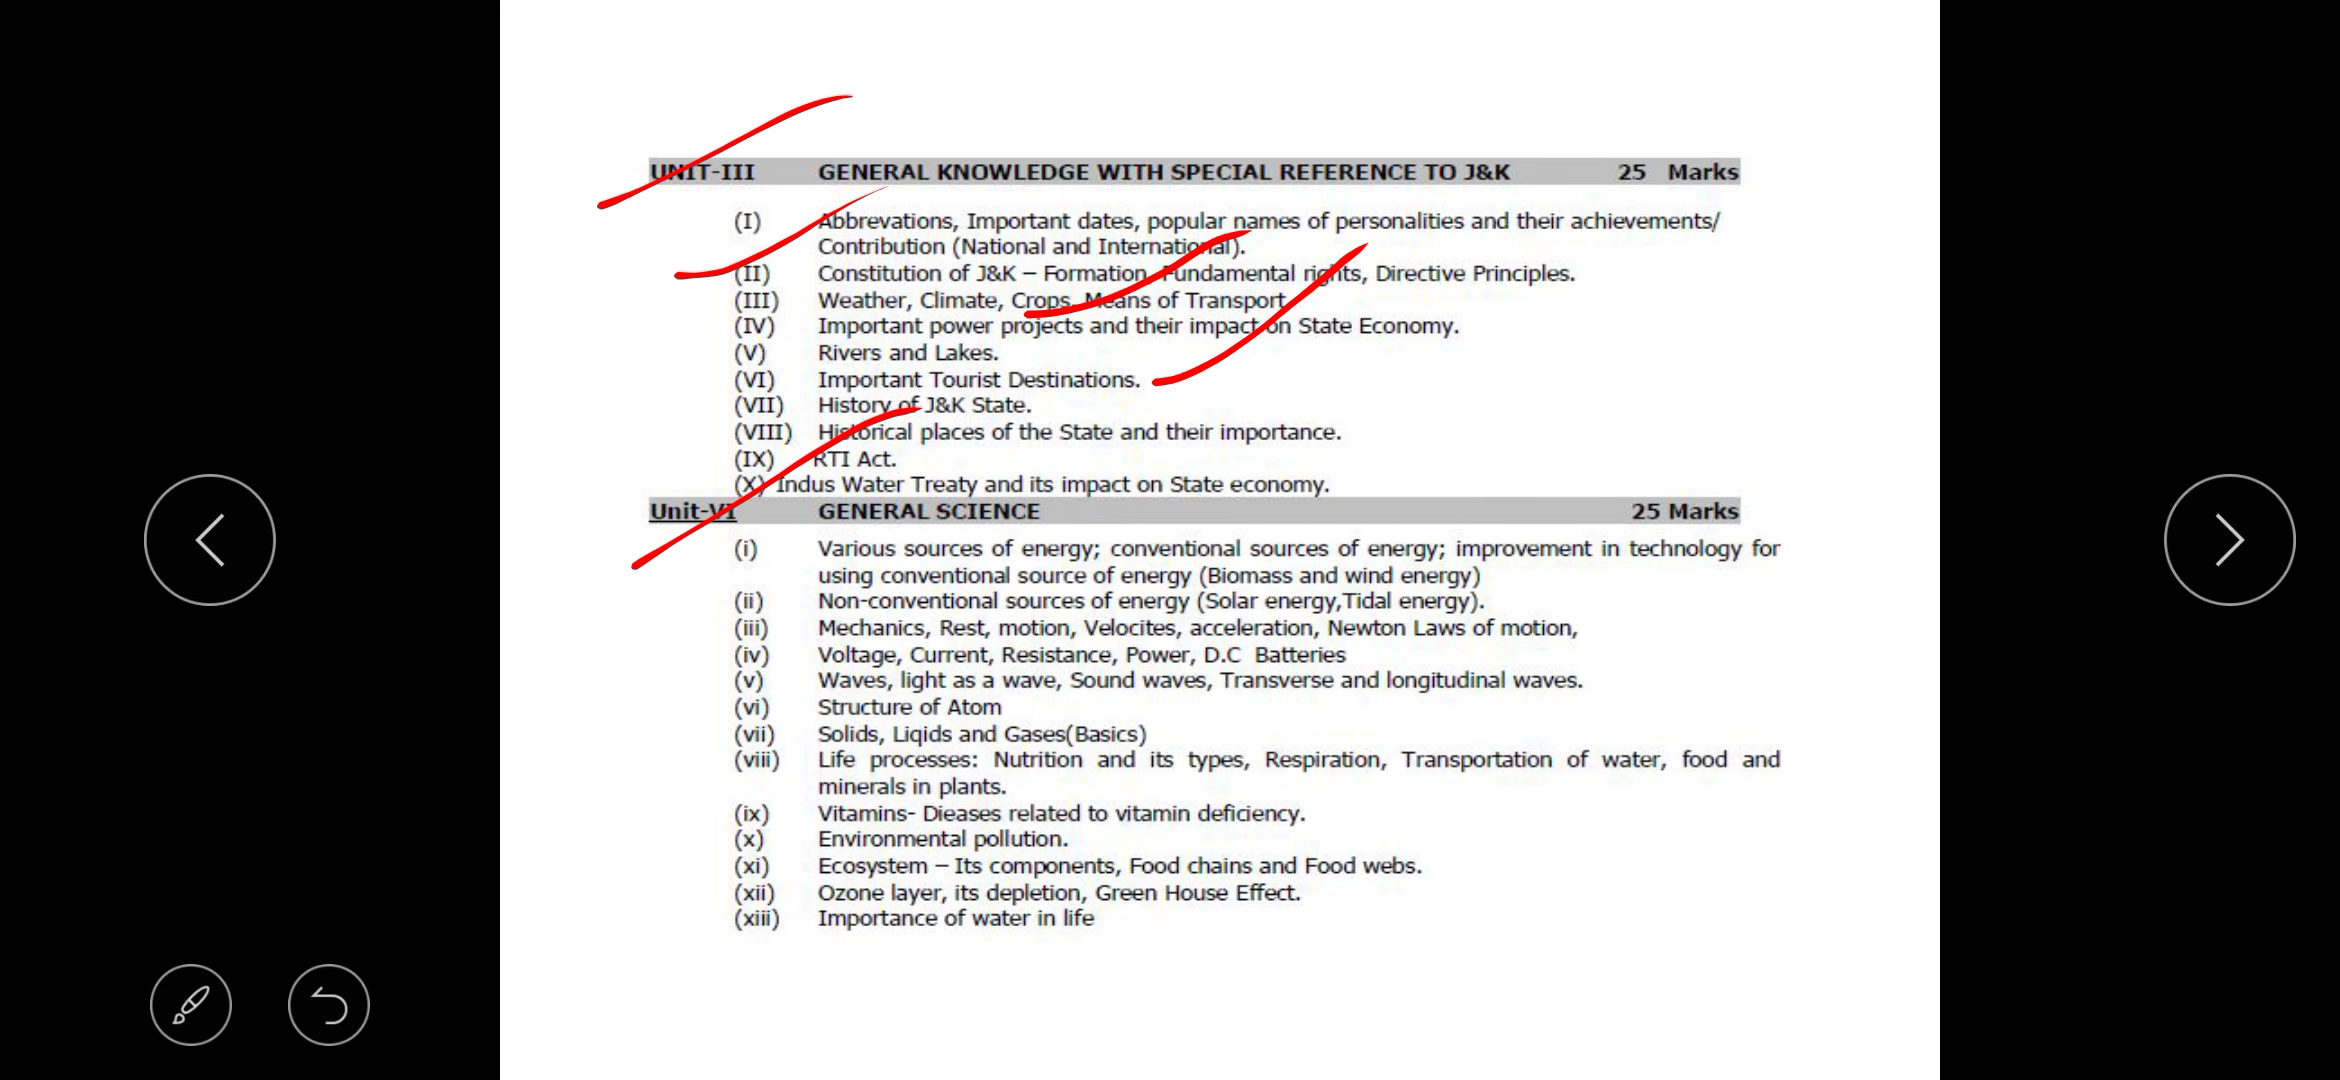 UNIT-III GENERAL KNOWLEDGE WITH SPECIAL REFERENCE TO J&K 25 Marks
(I) Abbrevations, Important dates, popular names of personalities and their achievements/
Contribution (National and International).
(II) Constitution of J&K – Formation, Fundamental rights, Directive Principles.
(III) Weather, Climate, Crops, Means of Transport
(IV) Important power projects and their impact on State Economy.
(V) Rivers and Lakes.
(VI) Important Tourist Destinations.
(VII) History of J&K State.
(VIII) Historical places of the State and their importance.
(IX) RTI Act.
(X) Indus Water Treaty and its impact on State economy.
Unit-VI GENERAL SCIENCE 25 Marks
(i) Various sources of energy; conventional sources of energy; improvement in technology for
using conventional source of energy (Biomass and wind energy)
(ii) Non-conventional sources of energy (Solar energy,Tidal energy).
(iii) Mechanics, Rest, motion, Velocites, acceleration, Newton Laws of motion,
(iv) Voltage, Current, Resistance, Power, D.C Batteries
(v) Waves, light as a wave, Sound waves, Transverse and longitudinal waves.
(vi) Structure of Atom
(vii) Solids, Liqids and Gases(Basics)
(viii) Life processes: Nutrition and its types, Respiration, Transportation of water, food and
minerals in plants.
(ix) Vitamins- Dieases related to vitamin deficiency.
(x) Environmental pollution.
(xi) Ecosystem – Its components, Food chains and Food webs.
(xii) Ozone layer, its depletion, Green House Effect.
(xiii) Importance of water in life